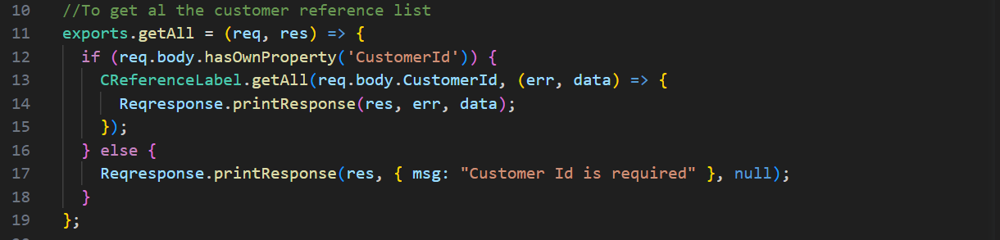 10 //To get al the customer reference list
11 exports.getAll = (req, res) => {
12 if (req.body.hasOwnProperty('CustomerId')) {
13 CReferenceLabel.getAll(req.body.CustomerId, (err, data) => {
14 Reqresponse.printResponse(res, err, data);
15 });
16 } else {
17 Reqresponse.printResponse(res, { msg: "Customer Id is required" }, null);
18 }
19 };